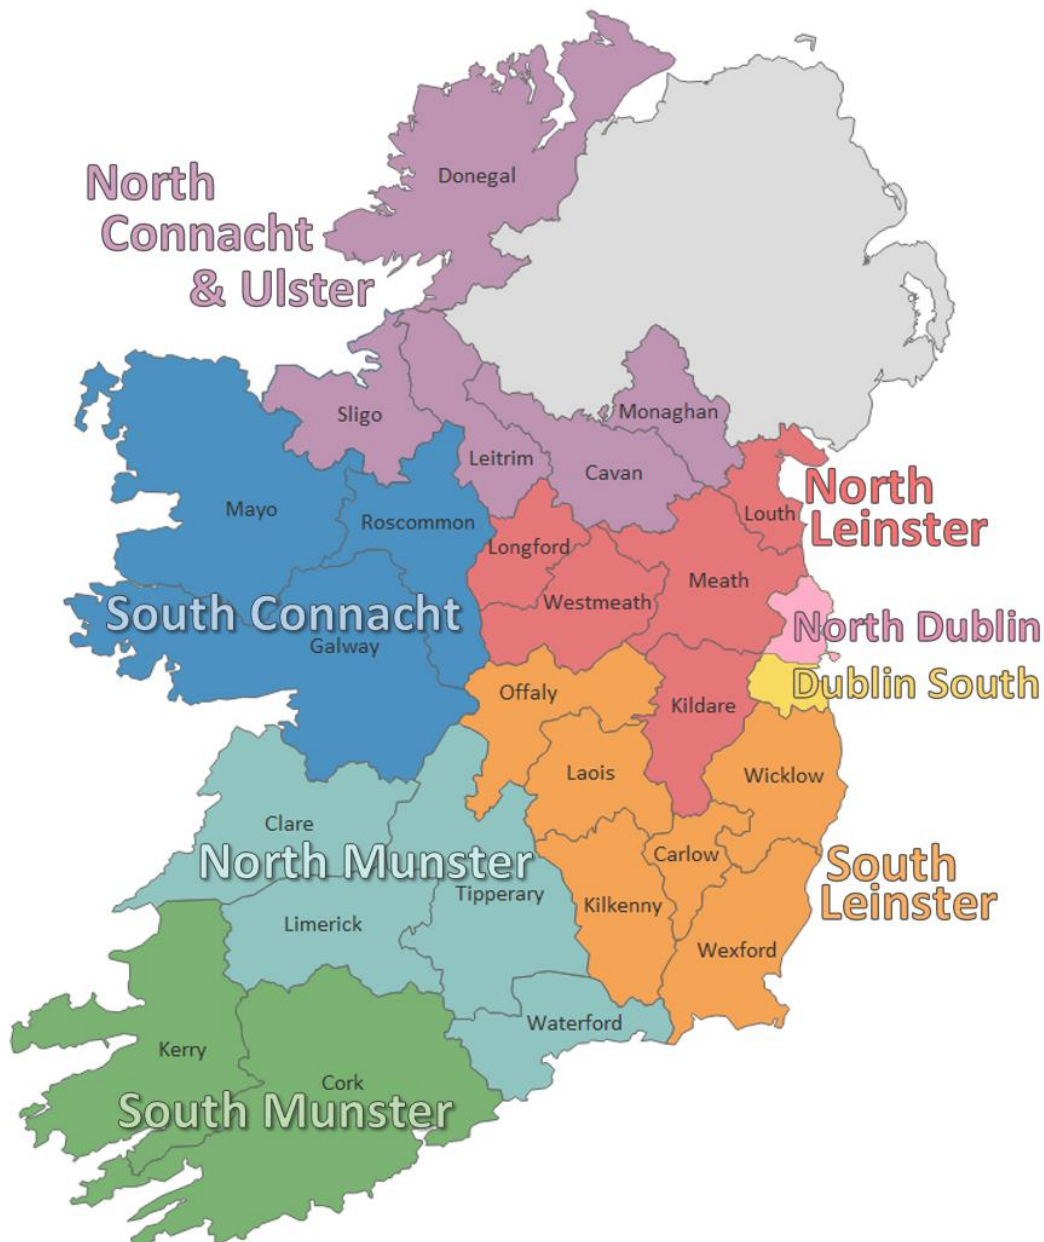 Donegal
North
Connacht
& Ulster
Sligo
Monaghan
Leitrim
Cavan
North
Leinster
Mayo
Roscommon
Louth
Longford
Meath
Westmeath
South Connacht
Galway
North Dublin
Dublin South
Offaly
Kildare
Laois
Wicklow
Clare
North Munster
Tipperary
Carlow
South
Leinster
Kilkenny
Limerick
Wexford
Waterford
Kerry
Cork
South Munster